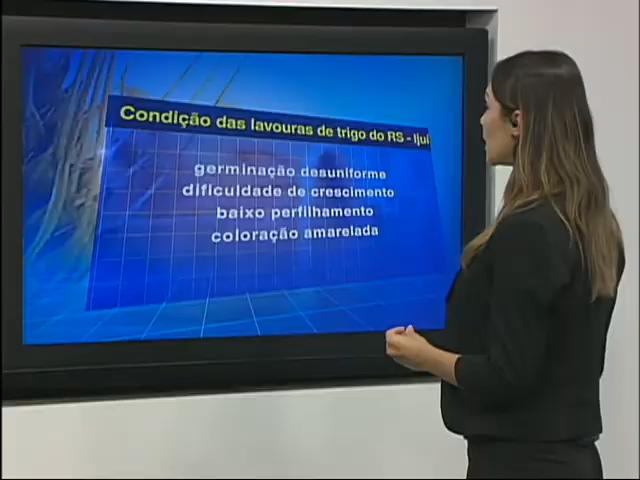 Condição das lavouras de trigo do RS - Ijuí
germinação desuniforme
dificuldade de crescimento
baixo perfilhamento
coloração amarelada